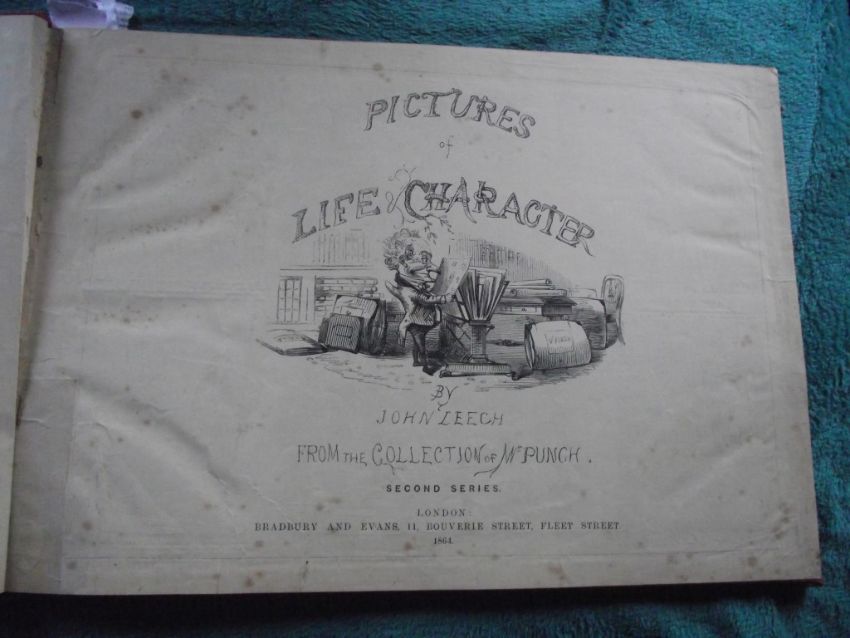 PICTURES
of
LIFE & CHARACTER
BY
JOHN LEECH
FROM THE COLLECTION OF Mr PUNCH.
SECOND SERIES.
LONDON:
BRADBURY AND EVANS, 11, BOUVERIE STREET, FLEET STREET.
1864.